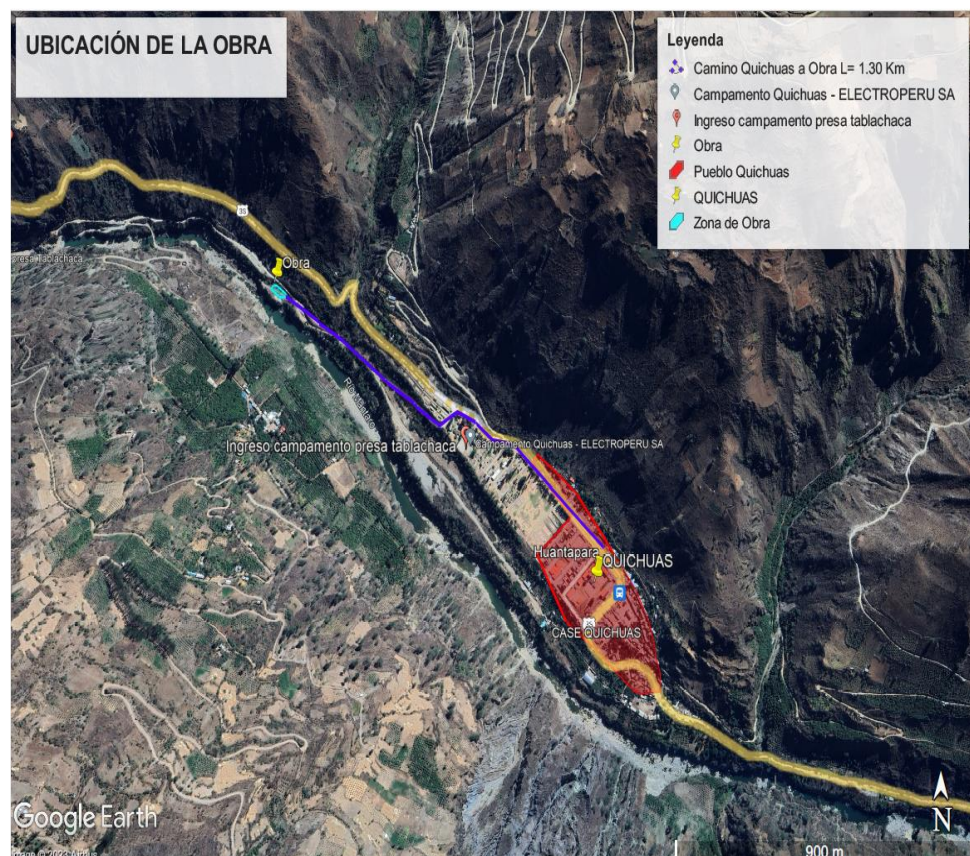 UBICACIÓN DE LA OBRA
Leyenda
Camino Quichuas a Obra L= 1.30 Km
Campamento Quichuas - ELECTROPERU SA
Ingreso campamento presa tablachaca
Obra
Pueblo Quichuas
QUICHUAS
Zona de Obra
presa Tablachaca
Obra
Ingreso campamento presa tablachaca
Campamento Quichuas - ELECTROPERU SA
Huantapara
QUICHUAS
CASE QUICHUAS
Google Earth
N
900 m